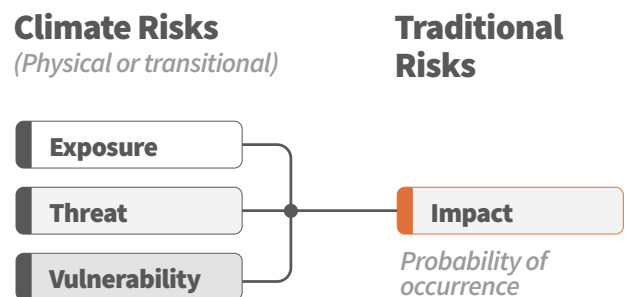 Climate Risks
(Physical or transitional)
Traditional
Risks
Exposure
Threat
Vulnerability
Impact
Probability of
occurrence